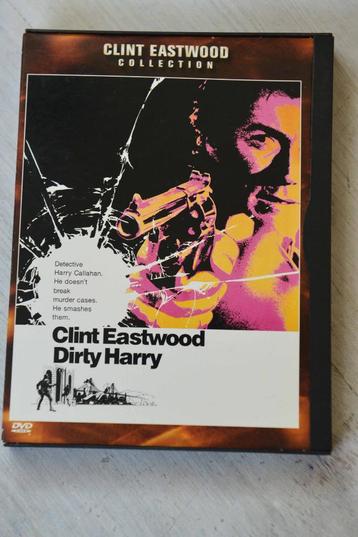 CLINT EASTWOOD
COLLECTION
Detective
Harry Callahan.
He doesn't
break
murder cases.
He smashes
them.
Clint Eastwood
Dirty Harry
DVD